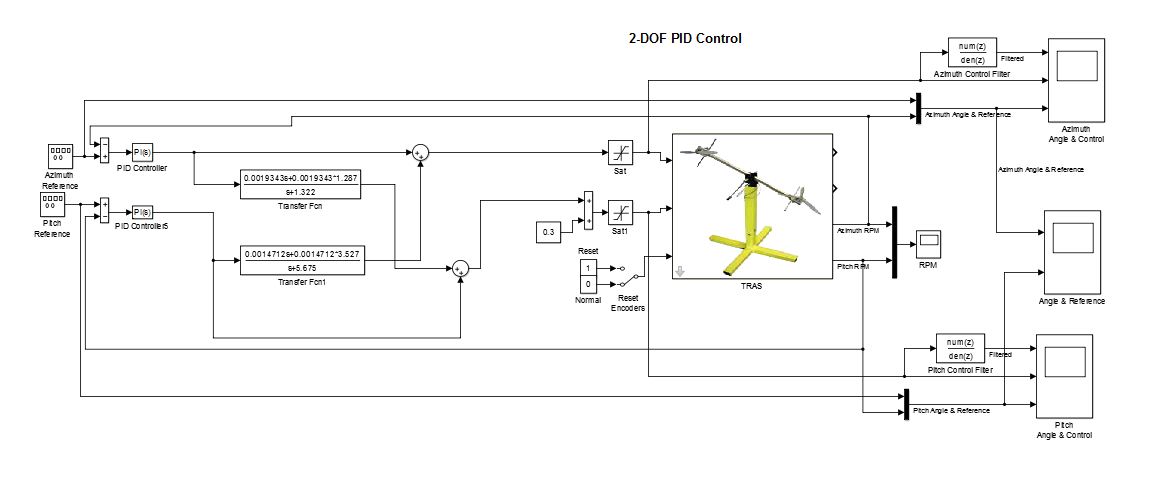 2-DOF PID Control
num(z)
den(z)
Filtered
Azimuth Control Filter
Azimuth Angle & Reference
Azimuth
Angle & Control
Azimuth
Reference
PI(s)
PID Controller
Sat
0.0019343s+0.0019343*1.287
s+1.322
Transfer Fcn
Azimuth Angle & Reference
Pitch
Reference
PI(s)
PID Controller5
0.3
Sat1
Azimuth RPM
0.0014712s+0.0014712*3.527
s+5.675
Transfer Fcn1
Reset
1
0
Normal
Reset
Encoders
TRAS
Pitch RPM
RPM
Angle & Reference
num(z)
den(z)
Filtered
Pitch Control Filter
Pitch Angle & Reference
Pitch
Angle & Control